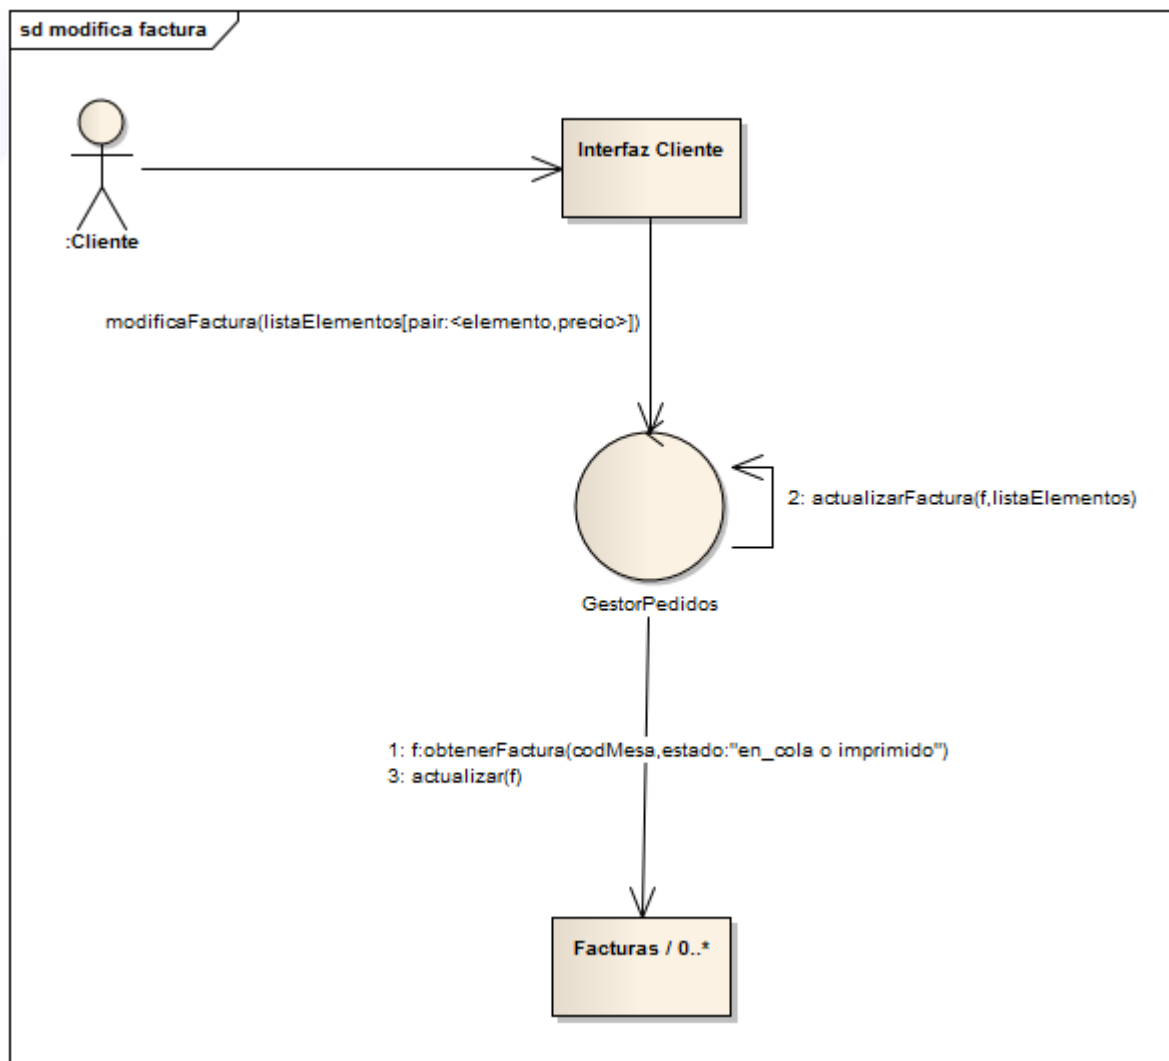 sd modifica factura
Interfaz Cliente
:Cliente
modificaFactura(listaElementos[pair:<elemento,precio>])
2: actualizarFactura(f,listaElementos)
GestorPedidos
1: f:obtenerFactura(codMesa,estado:"en_cola o imprimido")
3: actualizar(f)
Facturas / 0..*